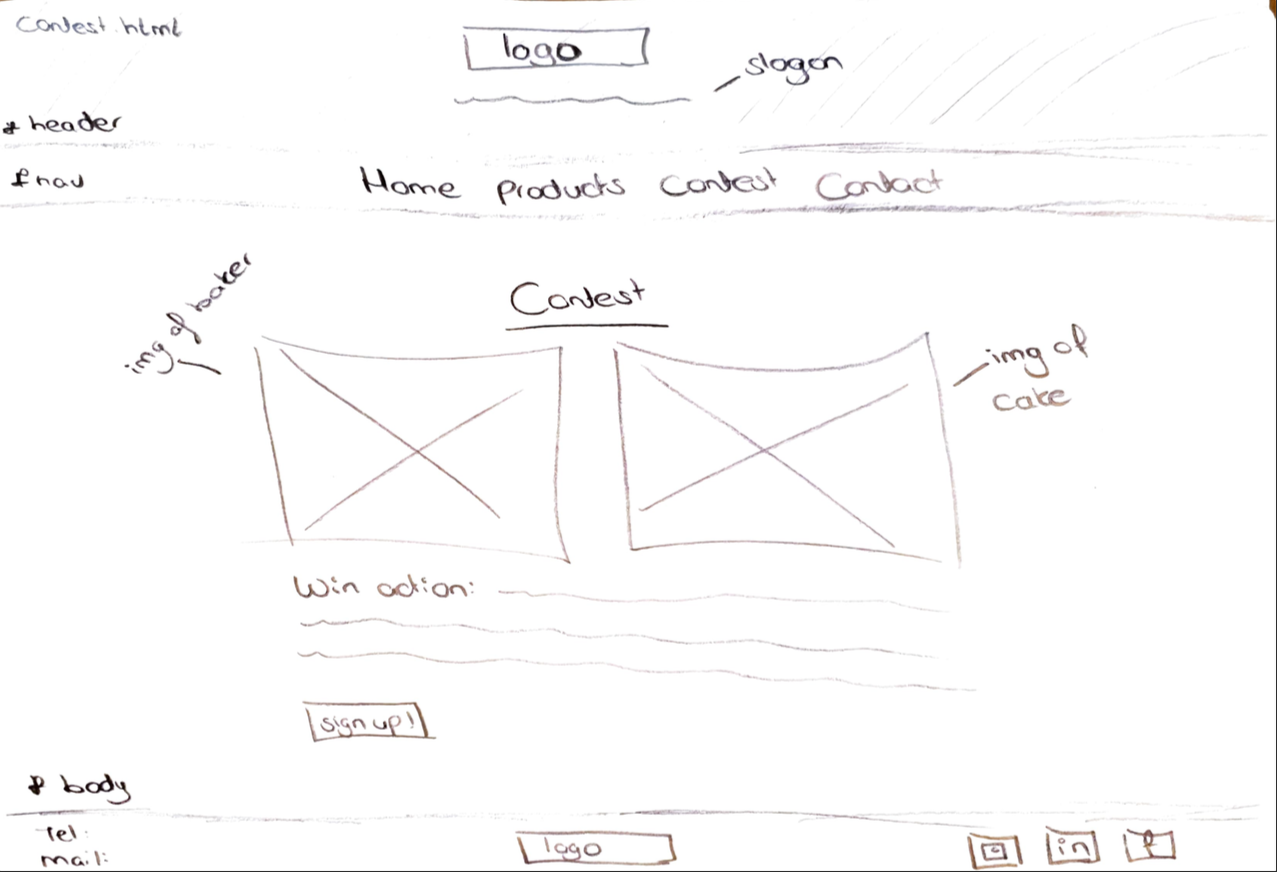 Contest.html
logo
slogan
# header
# nav
Home Products Contest Contact
Contest
img of baker
img of
cake
Win action:
sign up!
# body
Tel:
mail:
logo
in
f